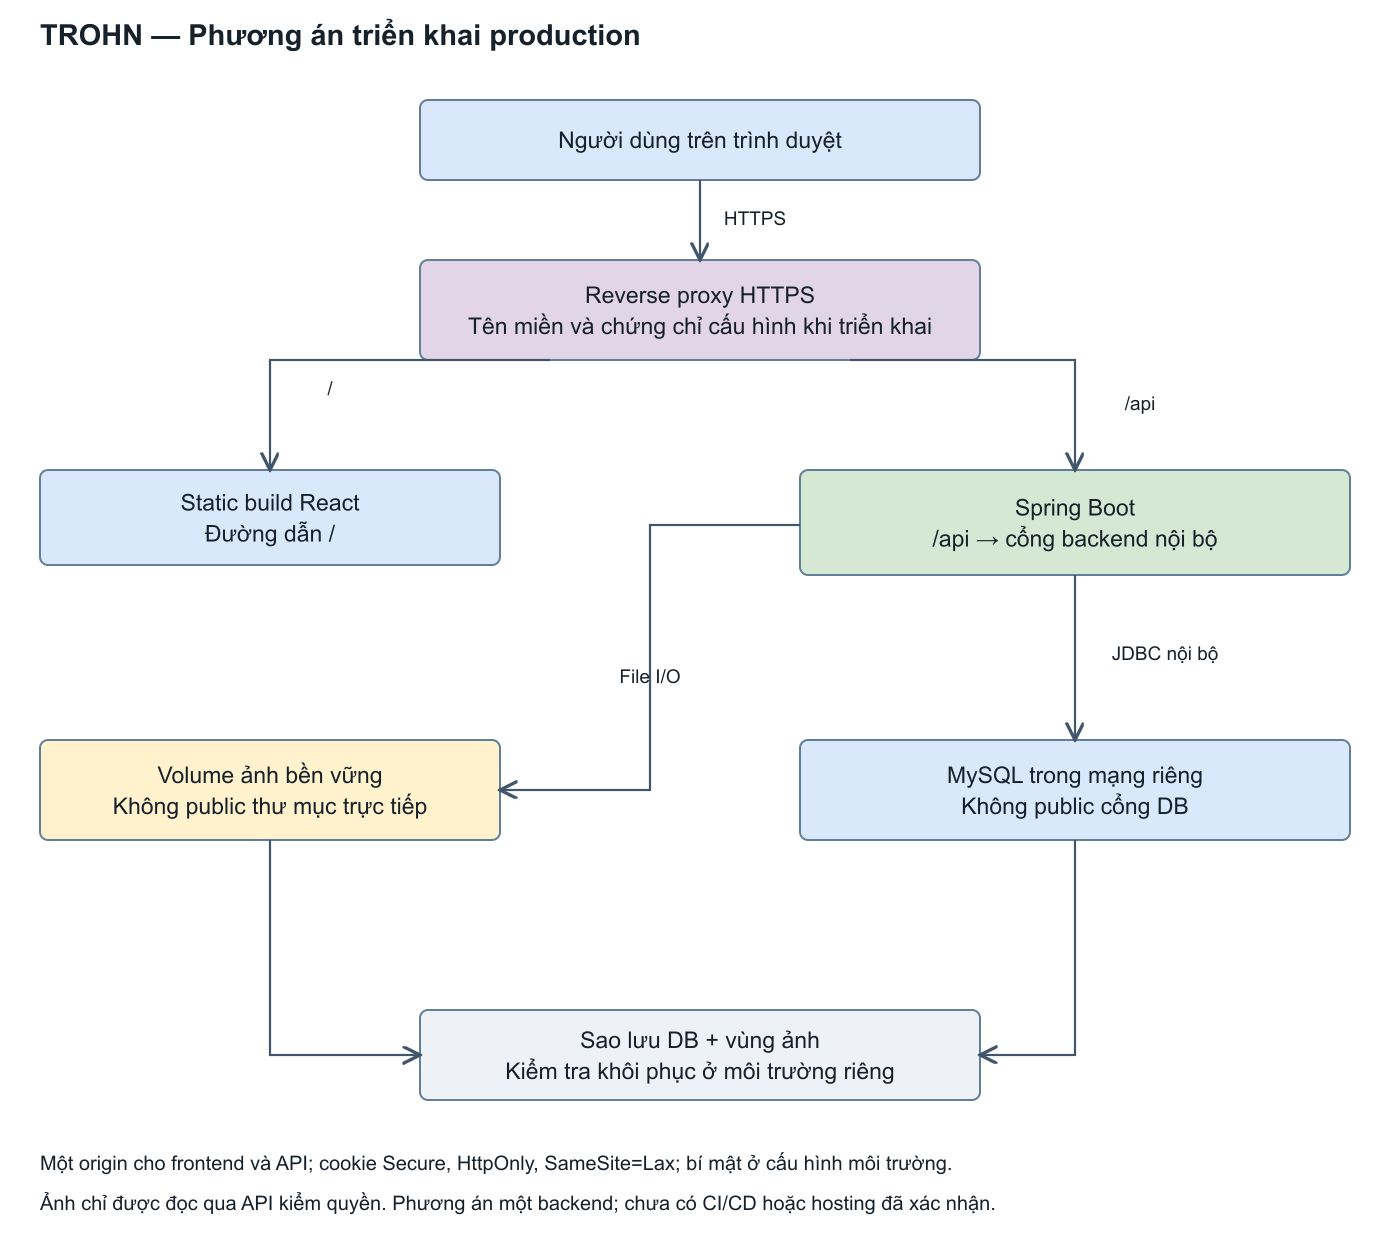 TROHN — Phương án triển khai production
Người dùng trên trình duyệt
HTTPS
Reverse proxy HTTPS
Tên miền và chứng chỉ cấu hình khi triển khai
/
/api
Static build React
Đường dẫn /
Spring Boot
/api → cổng backend nội bộ
File I/O
JDBC nội bộ
Volume ảnh bền vững
Không public thư mục trực tiếp
MySQL trong mạng riêng
Không public cổng DB
Sao lưu DB + vùng ảnh
Kiểm tra khôi phục ở môi trường riêng
Một origin cho frontend và API; cookie Secure, HttpOnly, SameSite=Lax; bí mật ở cấu hình môi trường.
Ảnh chỉ được đọc qua API kiểm quyền. Phương án một backend; chưa có CI/CD hoặc hosting đã xác nhận.